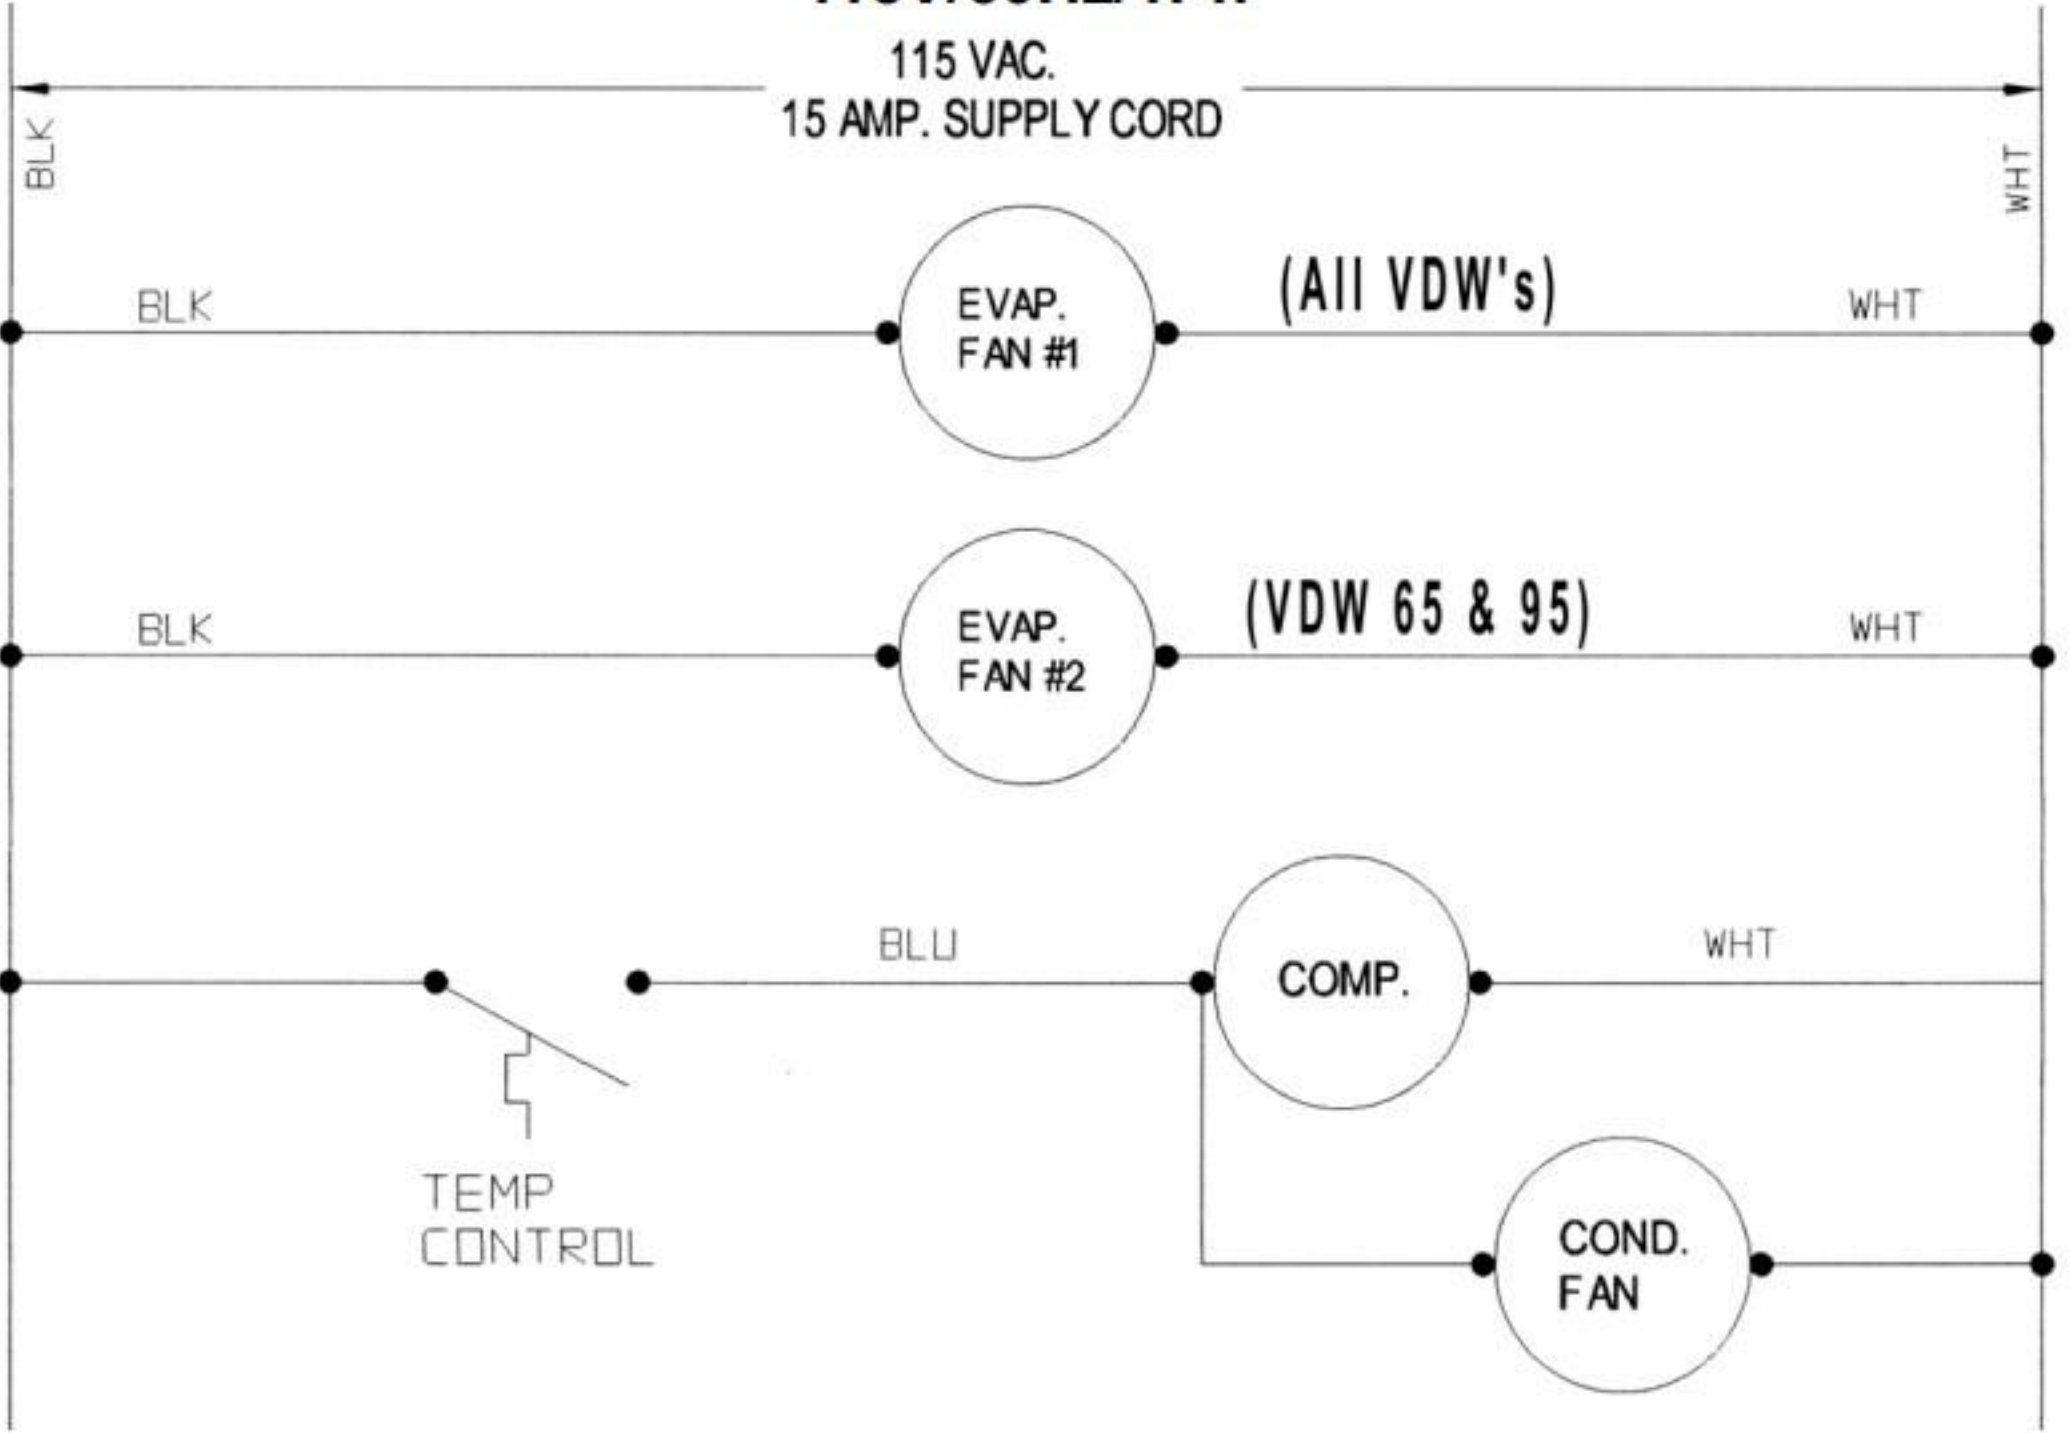 115 VAC.
15 AMP. SUPPLY CORD
BLK
WHT
BLK
EVAP.
FAN #1
(All VDW's)
WHT
BLK
EVAP.
FAN #2
(VDW 65 & 95)
WHT
BLU
COMP.
WHT
TEMP
CONTROL
COND.
FAN